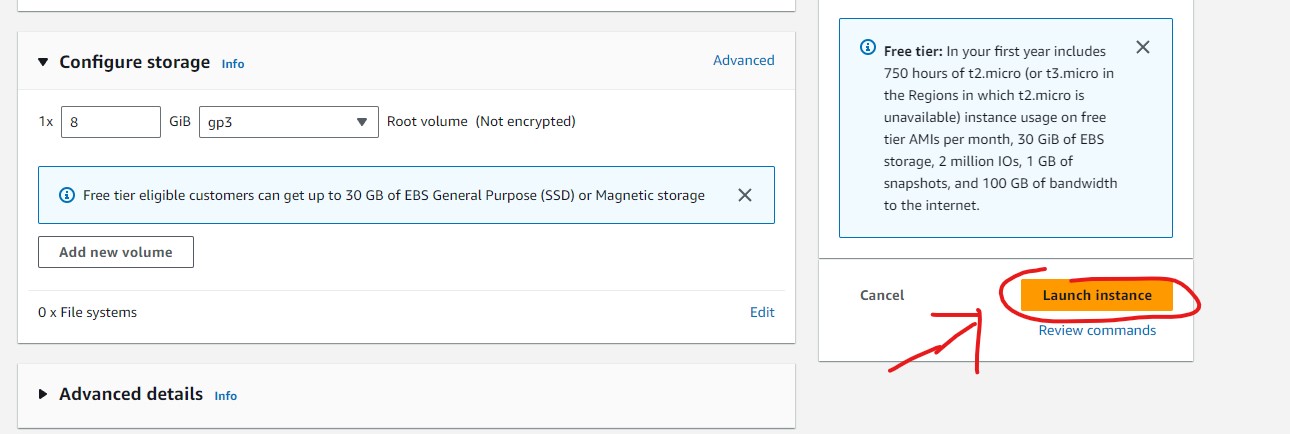 Configure storage Info
Advanced
1x 8 GiB gp3 Root volume (Not encrypted)
Free tier eligible customers can get up to 30 GB of EBS General Purpose (SSD) or Magnetic storage
Add new volume
0 x File systems
Edit
Advanced details Info
Free tier: In your first year includes
750 hours of t2.micro (or t3.micro in
the Regions in which t2.micro is
unavailable) instance usage on free
tier AMIs per month, 30 GiB of EBS
storage, 2 million IOs, 1 GB of
snapshots, and 100 GB of bandwidth
to the internet.
Cancel
Launch instance
Review commands